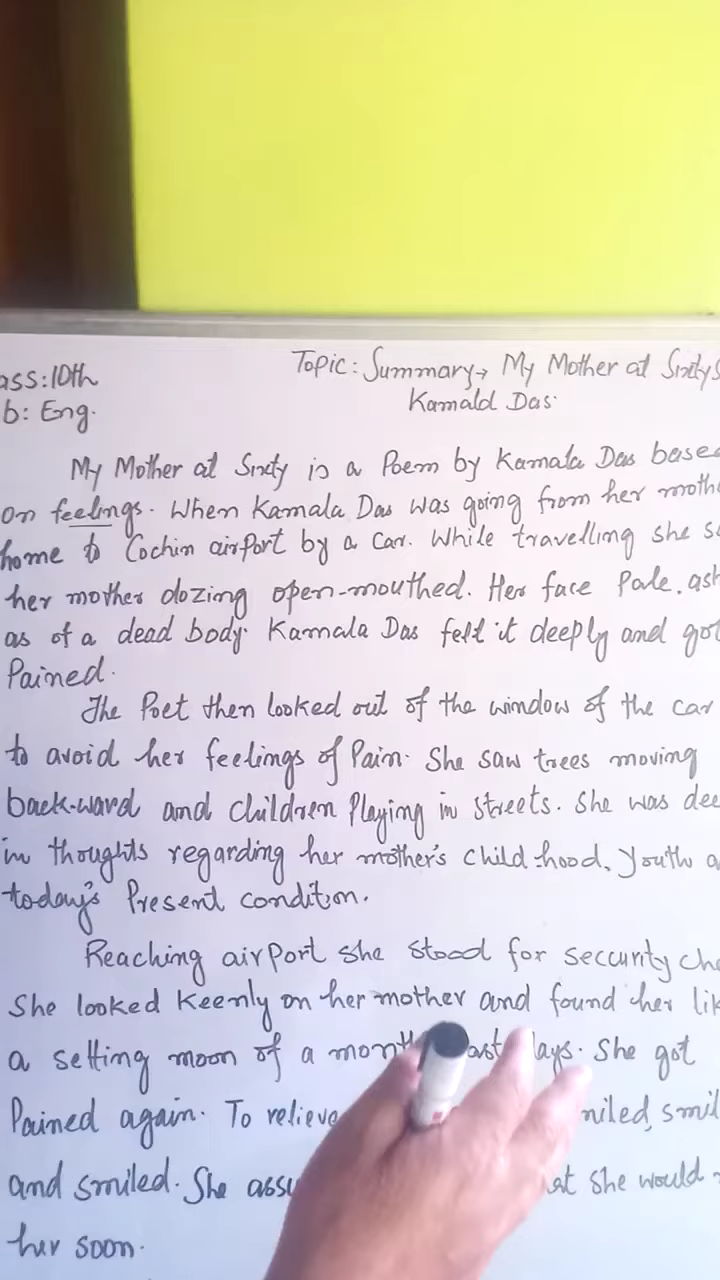 ass: 10th
Topic: Summary → My Mother at Sixty
b: Eng.
Kamald Das.
My Mother at Sixty is a Poem by Kamala Das base
on feelings. When Kamala Das was going from her moth
home to Cochin airport by a Car. While travelling she s
her mother dozing open-mouthed. Her face Pale, ash
as of a dead body. Kamala Das felt it deeply and got
Pained.
The Poet then looked out of the window of the car
to avoid her feelings of Pain. She saw trees moving
back-ward and children Playing in streets. She was dee
in thoughts regarding her mother's child-hood, youth a
today's Present condition.
Reaching airport she stood for seccurity che
She looked Keenly on her mother and found her lik
a setting moon of a month ast days. She got
Pained again. To relieve miled, smil
and smiled. She assu at she would
her soon.